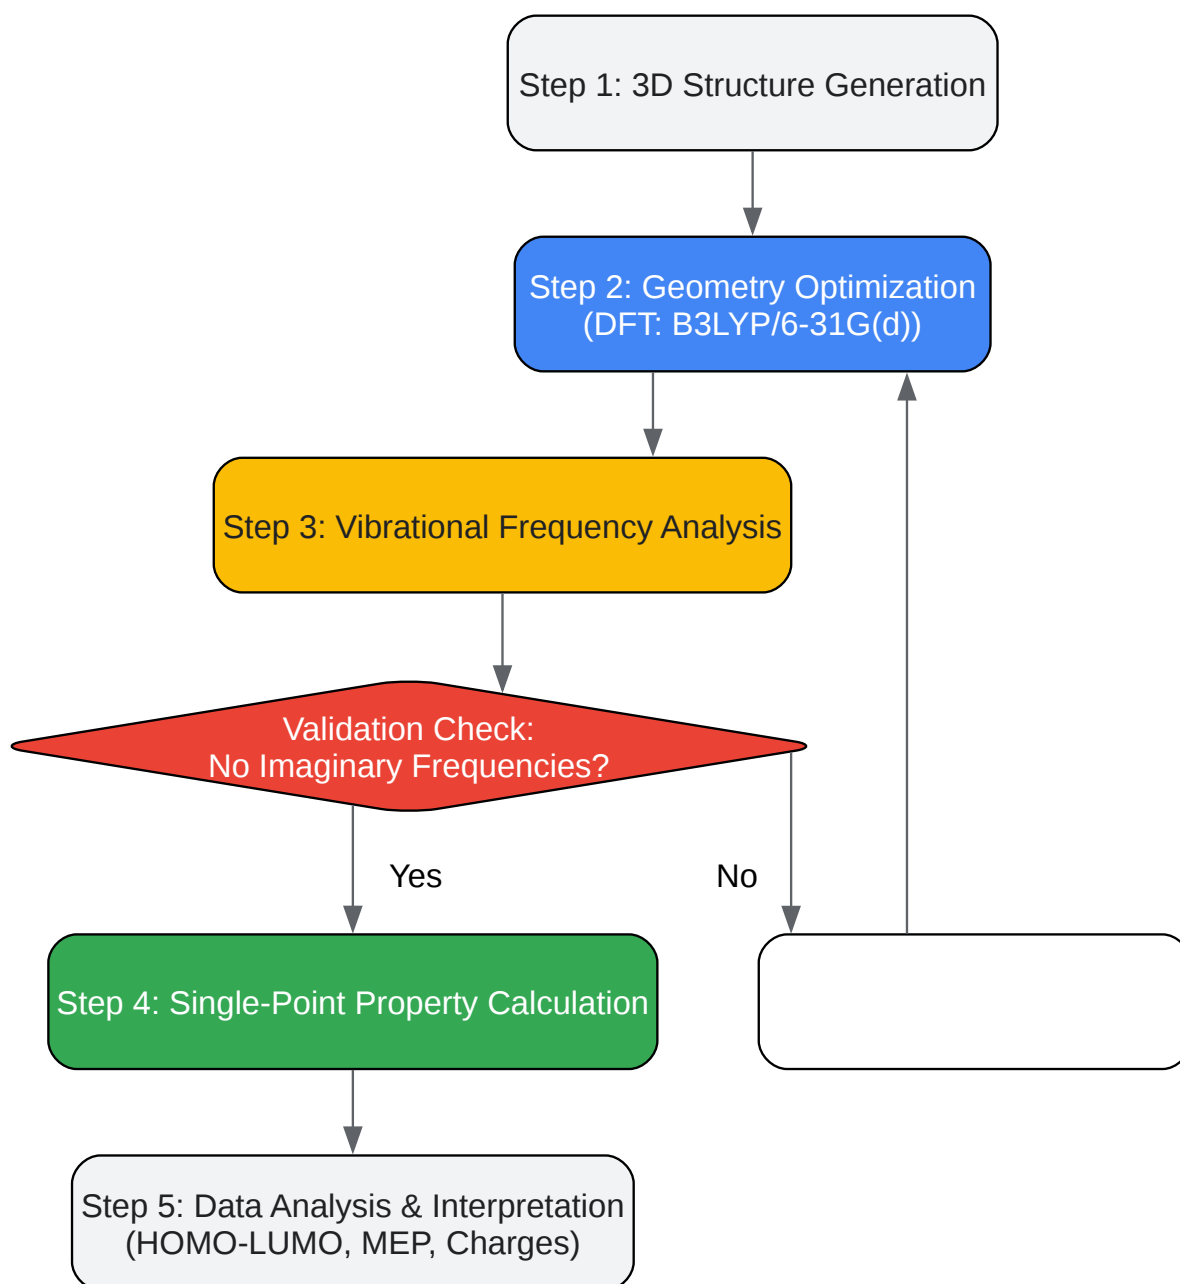 Step 1: 3D Structure Generation
Step 2: Geometry Optimization
(DFT: B3LYP/6-31G(d))
Step 3: Vibrational Frequency Analysis
Validation Check:
No Imaginary Frequencies?
Yes
No
Step 4: Single-Point Property Calculation
Step 5: Data Analysis & Interpretation
(HOMO-LUMO, MEP, Charges)